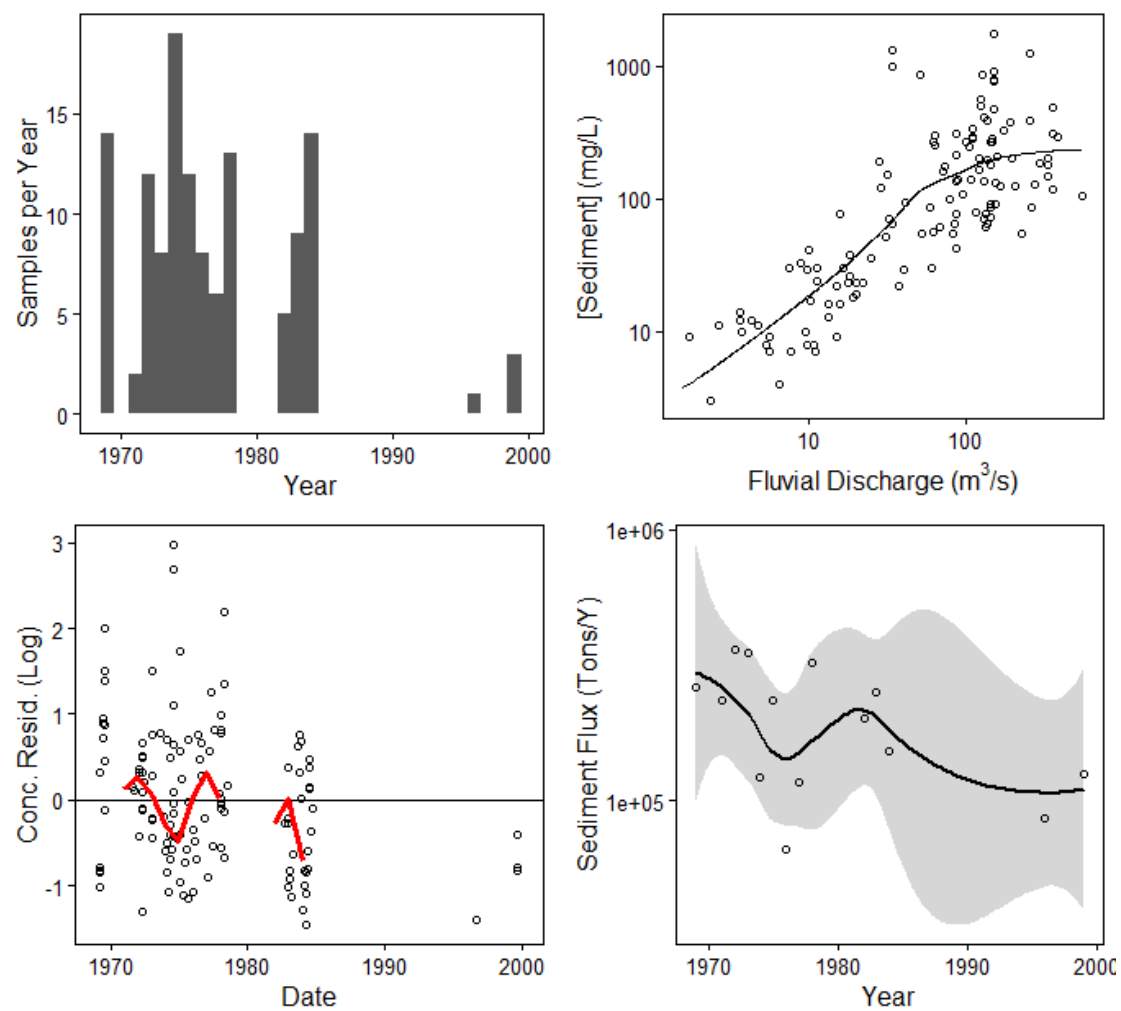 Samples per Year
15
10
5
0
1970
1980
1990
2000
Year
[Sediment] (mg/L)
1000
100
10
10
100
Fluvial Discharge (m³/s)
Conc. Resid. (Log)
3
2
1
0
-1
1970
1980
1990
2000
Date
Sediment Flux (Tons/Y)
1e+06
1e+05
1970
1980
1990
2000
Year